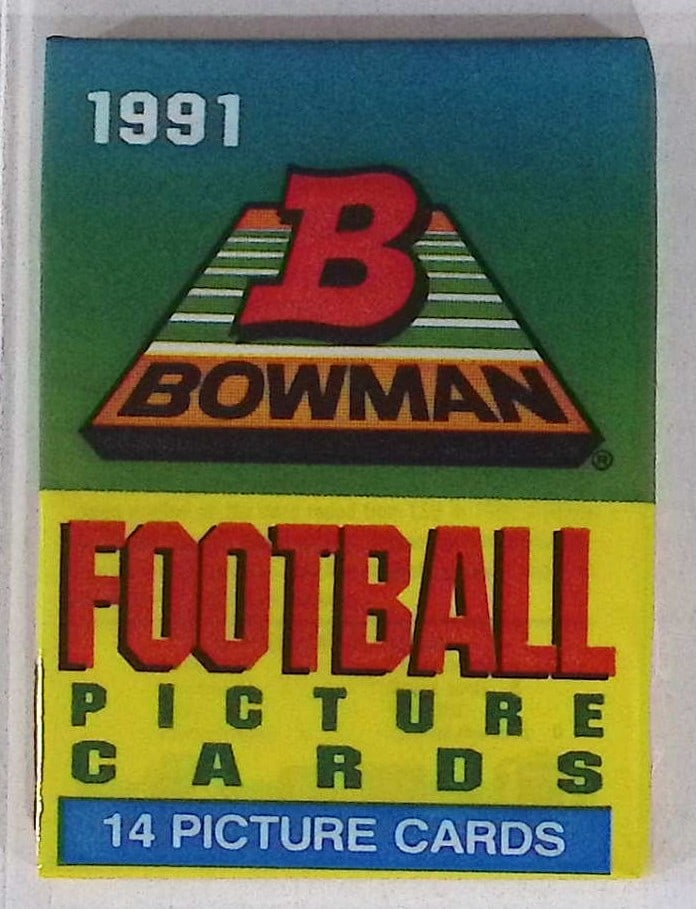 1991
B
BOWMAN
®
FOOTBALL
PICTURE
CARDS
14 PICTURE CARDS